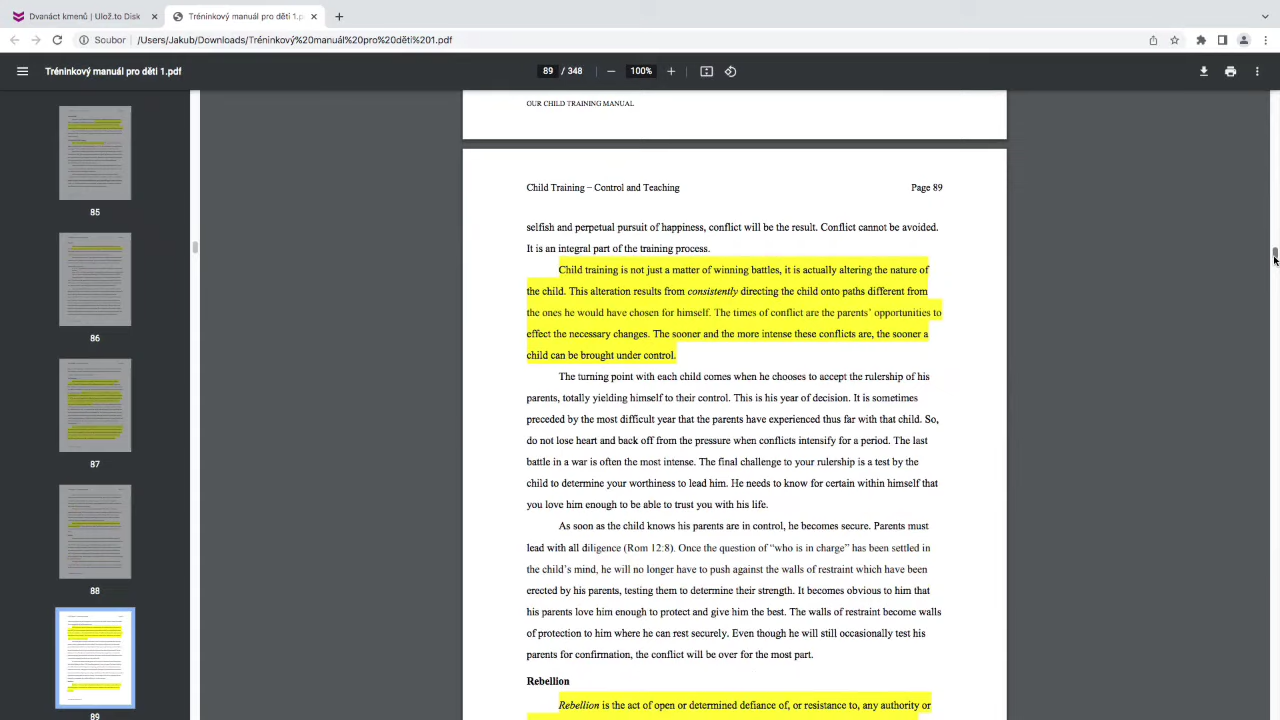 Dvanáct kmenů | Ulož.to Disk
Tréninkový manuál pro děti 1.p
Soubor
/Users/Jakub/Downloads/Tréninkový%20manuál%20pro%20děti%201.pdf
Tréninkový manuál pro děti 1.pdf
89 / 348
100%
85
86
87
88
89
OUR CHILD TRAINING MANUAL
Child Training – Control and Teaching
Page 89
selfish and perpetual pursuit of happiness, conflict will be the result. Conflict cannot be avoided.
It is an integral part of the training process.
Child training is not just a matter of winning battles, it is actually altering the nature of
the child. This alteration results from consistently directing the child onto paths different from
the ones he would have chosen for himself. The times of conflict are the parents’ opportunities to
effect the necessary changes. The sooner and the more intense these conflicts are, the sooner a
child can be brought under control.
The turning point with each child comes when he chooses to accept the rulership of his
parents, totally yielding himself to their control. This is his year of decision. It is sometimes
preceded by the most difficult year that the parents have experienced thus far with that child. So,
do not lose heart and back off from the pressure when conflicts intensify for a period. The last
battle in a war is often the most intense. The final challenge to your rulership is a test by the
child to determine your worthiness to lead him. He needs to know for certain within himself that
you love him enough to be able to trust you with his life.
As soon as the child knows his parents are in control, he becomes secure. Parents must
lead with all diligence (Rom 12:8). Once the question of “who is in charge” has been settled in
the child’s mind, he will no longer have to push against the walls of restraint which have been
erected by his parents, testing them to determine their strength. It becomes obvious to him that
his parents love him enough to protect and give him the best. The walls of restraint become walls
of protection to him where he can rest securely. Even though he will still occasionally test his
parents for confirmation, the conflict will be over for the most part.
Rebellion
Rebellion is the act of open or determined defiance of, or resistance to, any authority or